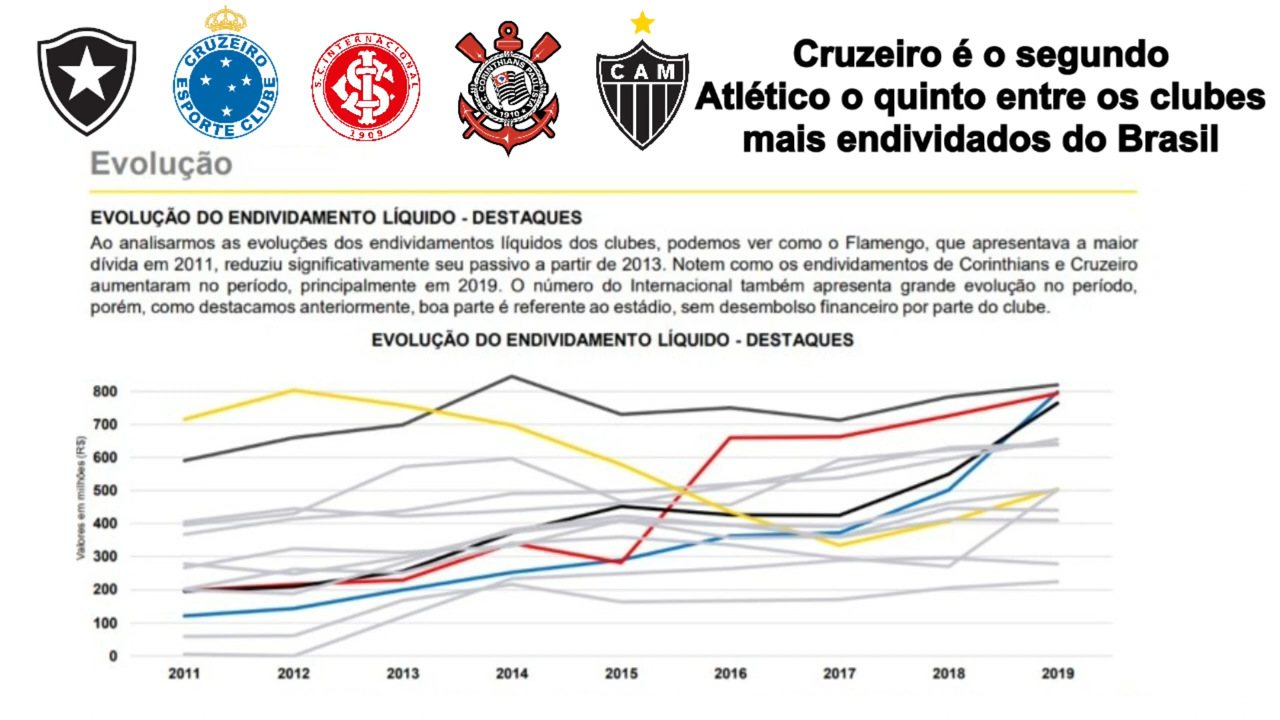 CRUZEIRO
ESPORTE CLUBE
S.C. INTERNACIONAL
1909
S.C. CORINTHIANS PAULISTA
1910
C A M
Cruzeiro é o segundo
Atlético o quinto entre os clubes
mais endividados do Brasil
Evolução
EVOLUÇÃO DO ENDIVIDAMENTO LÍQUIDO - DESTAQUES
Ao analisarmos as evoluções dos endividamentos líquidos dos clubes, podemos ver como o Flamengo, que apresentava a maior
dívida em 2011, reduziu significativamente seu passivo a partir de 2013. Notem como os endividamentos de Corinthians e Cruzeiro
aumentaram no período, principalmente em 2019. O número do Internacional também apresenta grande evolução no período,
porém, como destacamos anteriormente, boa parte é referente ao estádio, sem desembolso financeiro por parte do clube.
EVOLUÇÃO DO ENDIVIDAMENTO LÍQUIDO - DESTAQUES
Valores em milhões (R$)
800
700
600
500
400
300
200
100
0
2011 2012 2013 2014 2015 2016 2017 2018 2019